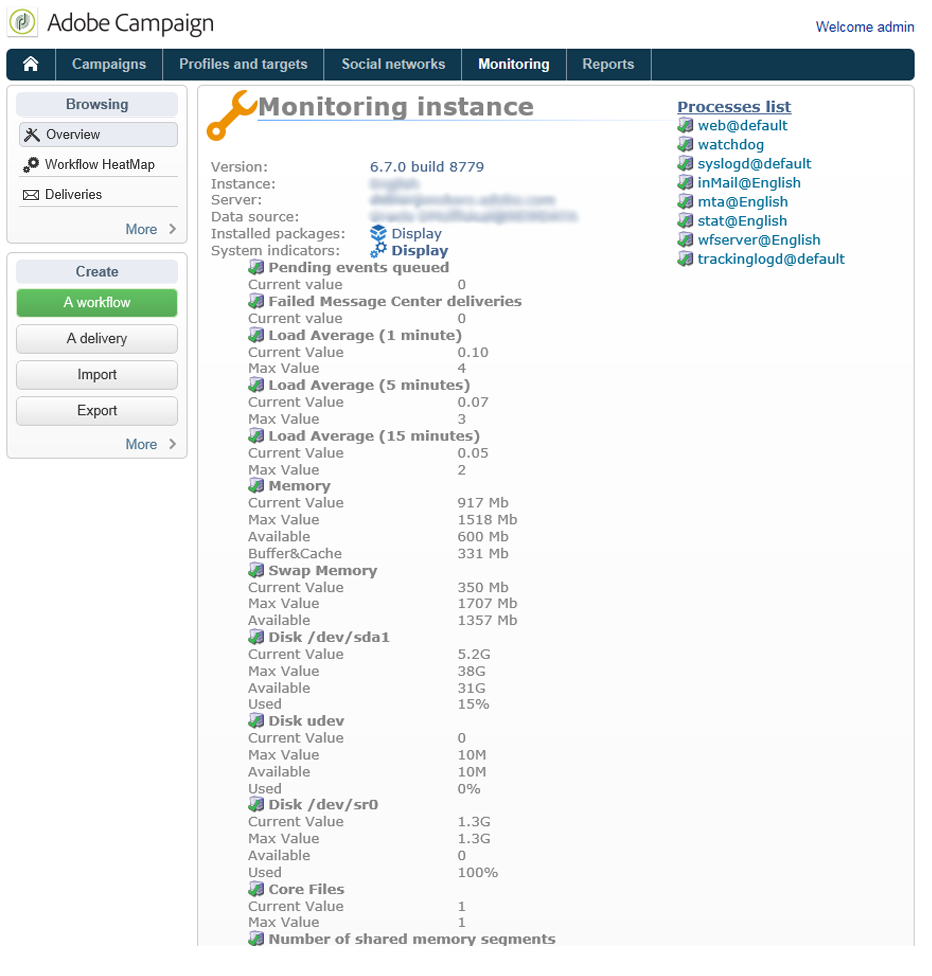 Adobe Campaign
Welcome admin
Campaigns Profiles and targets Social networks Monitoring Reports
Browsing
Overview
Workflow HeatMap
Deliveries
More
Create
A workflow
A delivery
Import
Export
More
Monitoring instance
Version: 6.7.0 build 8779
Instance:
Server:
Data source:
Installed packages: Display
System indicators: Display
Pending events queued
Current value 0
Failed Message Center deliveries
Current value 0
Load Average (1 minute)
Current Value 0.10
Max Value 4
Load Average (5 minutes)
Current Value 0.07
Max Value 3
Load Average (15 minutes)
Current Value 0.05
Max Value 2
Memory
Current Value 917 Mb
Max Value 1518 Mb
Available 600 Mb
Buffer&Cache 331 Mb
Swap Memory
Current Value 350 Mb
Max Value 1707 Mb
Available 1357 Mb
Disk /dev/sda1
Current Value 5.2G
Max Value 38G
Available 31G
Used 15%
Disk udev
Current Value 0
Max Value 10M
Available 10M
Used 0%
Disk /dev/sr0
Current Value 1.3G
Max Value 1.3G
Available 0
Used 100%
Core Files
Current Value 1
Max Value 1
Number of shared memory segments
Processes list
web@default
watchdog
syslogd@default
inMail@English
mta@English
stat@English
wfserver@English
trackinglogd@default